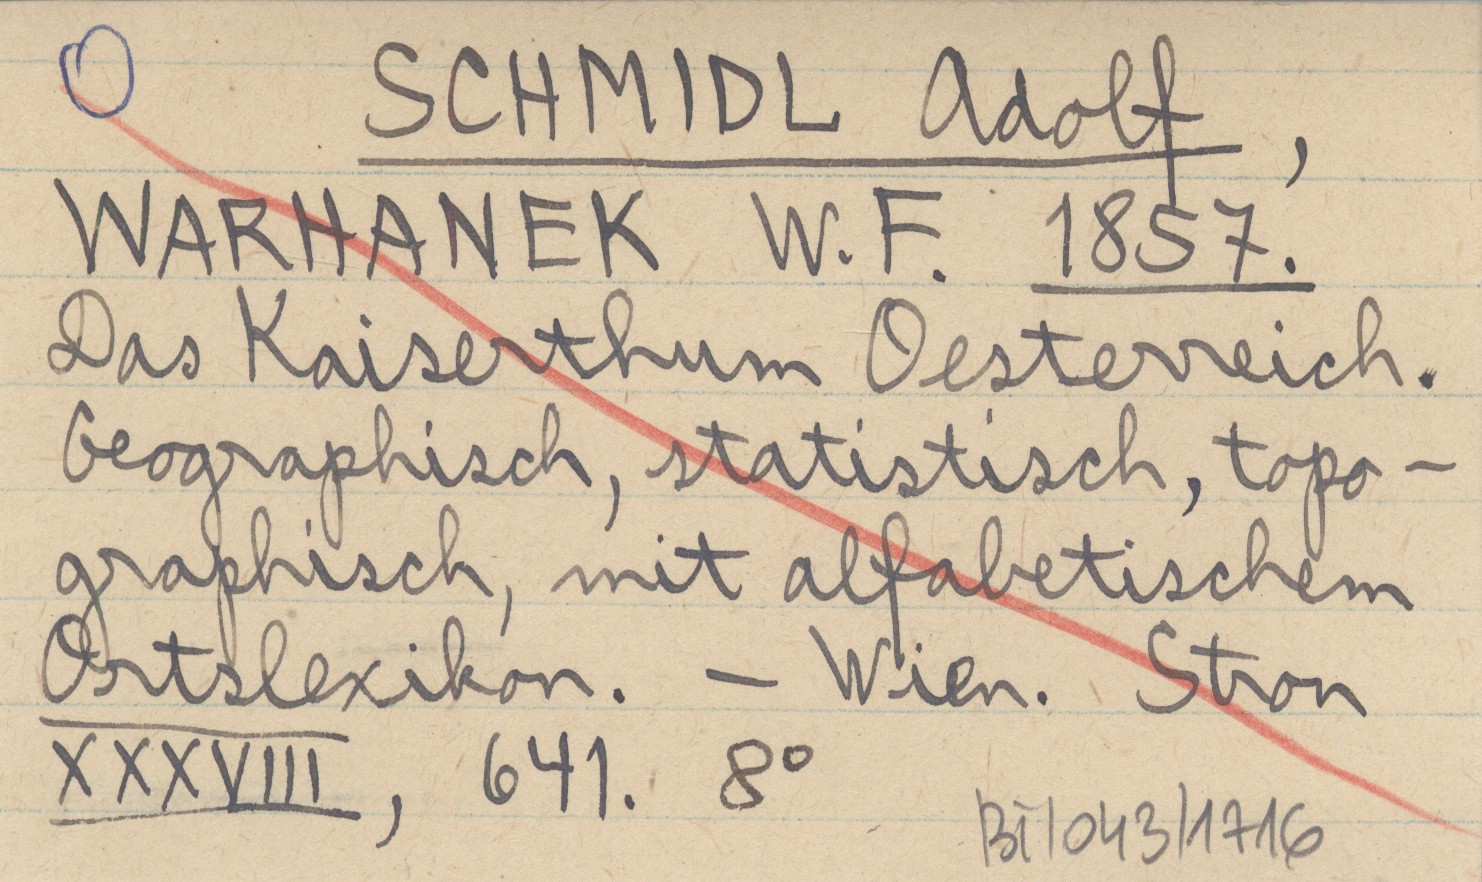 SCHMIDL Adolf,
WARHANEK W. F. 1857.
Das Kaiserthum Oesterreich.
Geographisch, statistisch, topo-
graphisch, mit alfabetischem
Ortslexikon. - Wien. Stron
XXXVIII, 641. 8°
BI/043/1716